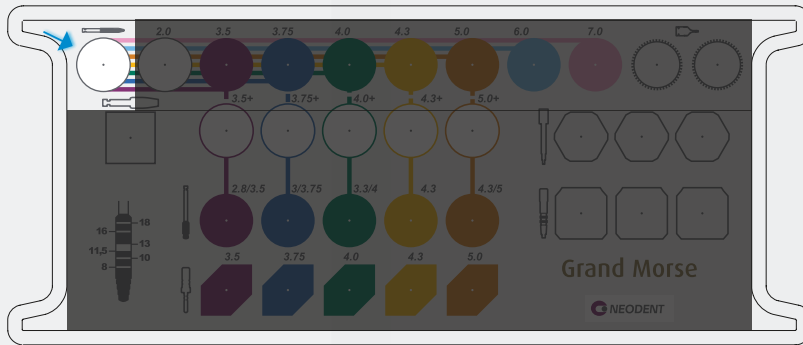 2.0 3.5 3.75 4.0 4.3 5.0 6.0 7.0
3.5+ 3.75+ 4.0+ 4.3+ 5.0+
2.8/3.5 3/3.75 3.3/4 4.3 4.3/5
18
16
13
11,5
10
8
3.5 3.75 4.0 4.3 5.0
Grand Morse
NEODENT